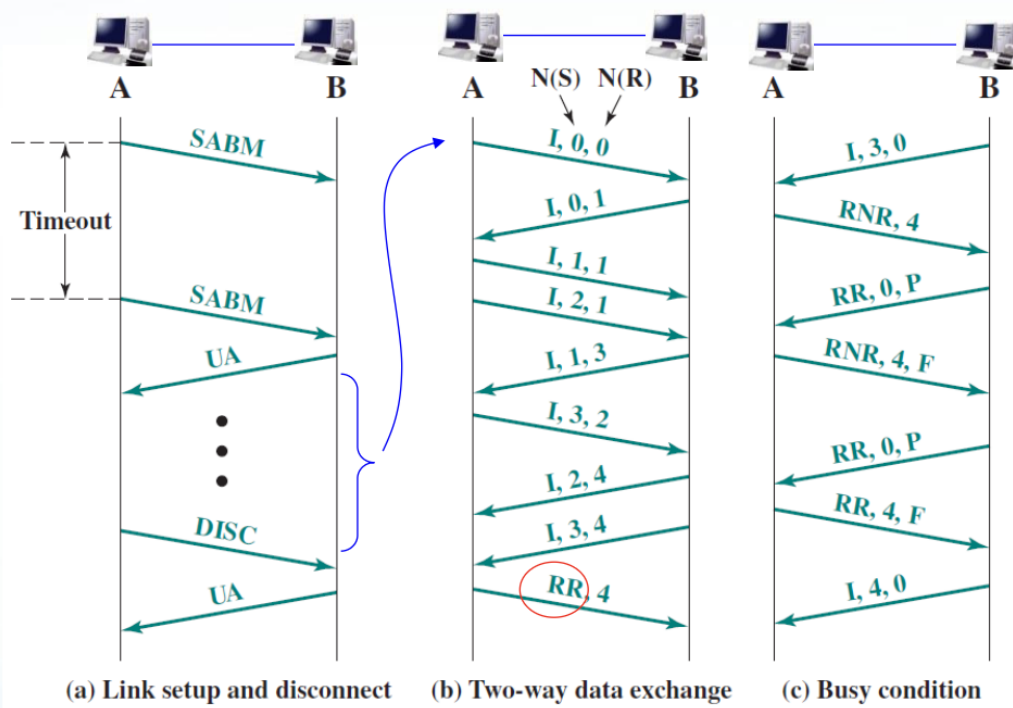 A
B
SABM
Timeout
SABM
UA
DISC
UA
(a) Link setup and disconnect
A
N(S) N(R)
B
I, 0, 0
I, 0, 1
I, 1, 1
I, 2, 1
I, 1, 3
I, 3, 2
I, 2, 4
I, 3, 4
RR, 4
(b) Two-way data exchange
A
B
I, 3, 0
RNR, 4
RR, 0, P
RNR, 4, F
RR, 0, P
RR, 4, F
I, 4, 0
(c) Busy condition